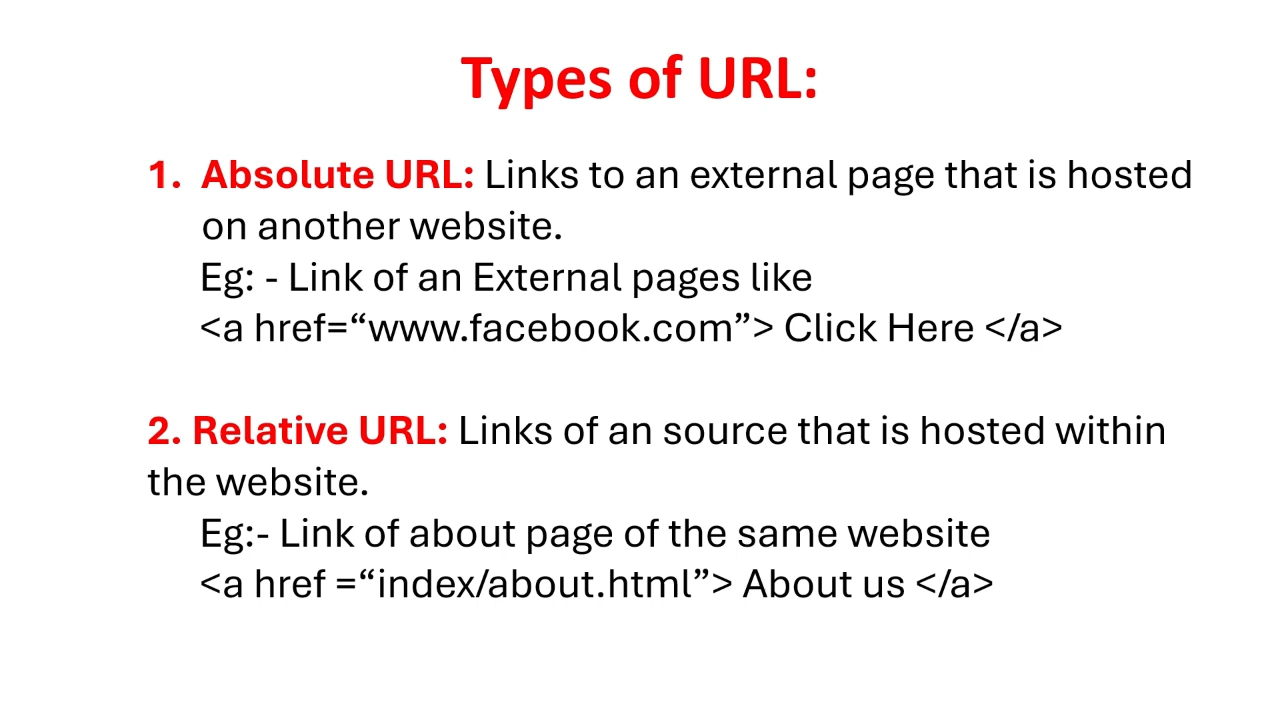 Types of URL:
1. Absolute URL: Links to an external page that is hosted
on another website.
Eg: - Link of an External pages like
<a href=“www.facebook.com”> Click Here </a>
2. Relative URL: Links of an source that is hosted within
the website.
Eg:- Link of about page of the same website
<a href =“index/about.html”> About us </a>